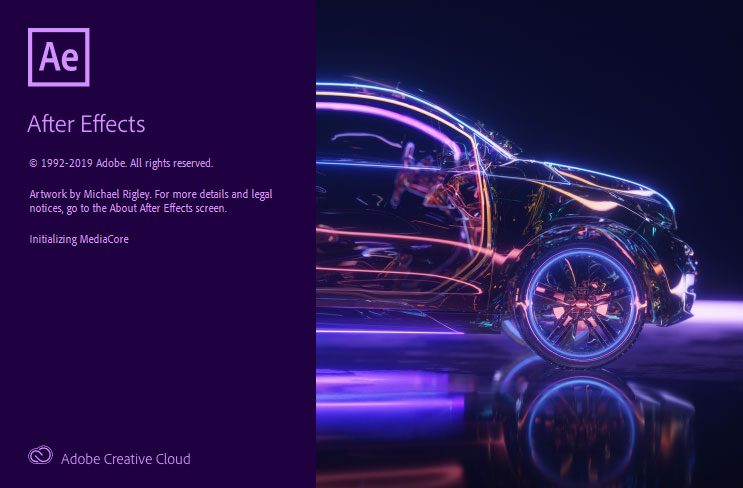 Ae
After Effects
© 1992-2019 Adobe. All rights reserved.
Artwork by Michael Rigley. For more details and legal
notices, go to the About After Effects screen.
Initializing MediaCore
Adobe Creative Cloud